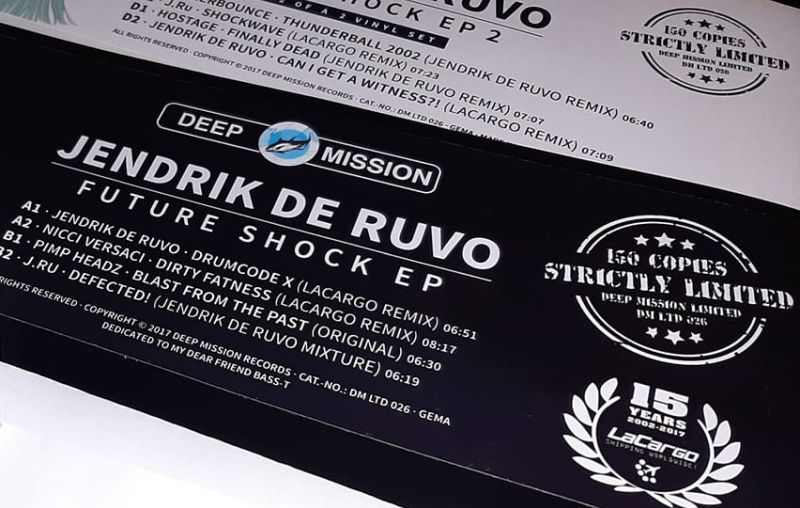 RUVO
SHOCK EP 2
OF A 2 VINYL SET
THUNDERBALL 2002 (JENDRIK DE RUVO REMIX) 06:40
J.RU · SHOCKWAVE (LACARGO REMIX) 07:23
D1 · HOSTAGE · FINALLY DEAD (JENDRIK DE RUVO REMIX) 07:07
D2 · JENDRIK DE RUVO · CAN I GET A WITNESS?! (LACARGO REMIX) 07:09
ALL RIGHTS RESERVED · COPYRIGHT © 2017 DEEP MISSION RECORDS · CAT.-NO.: DM LTD 026 · GEMA
150 COPIES
STRICTLY LIMITED
DEEP MISSION LIMITED
DM LTD 026
DEEP MISSION
JENDRIK DE RUVO
FUTURE SHOCK EP
A1 · JENDRIK DE RUVO · DRUMCODE X (LACARGO REMIX) 06:51
A2 · NICCI VERSACI · DIRTY FATNESS (LACARGO REMIX) 08:17
B1 · PIMP HEADZ · BLAST FROM THE PAST (ORIGINAL) 06:30
B2 · J.RU · DEFECTED! (JENDRIK DE RUVO MIXTURE) 06:19
RIGHTS RESERVED · COPYRIGHT © 2017 DEEP MISSION RECORDS · CAT.-NO.: DM LTD 026 · GEMA
DEDICATED TO MY DEAR FRIEND BASS-T
150 COPIES
STRICTLY LIMITED
DEEP MISSION LIMITED
DM LTD 026
15
YEARS
2002-2017
LaCargo
SHIPPING WORLDWIDE!